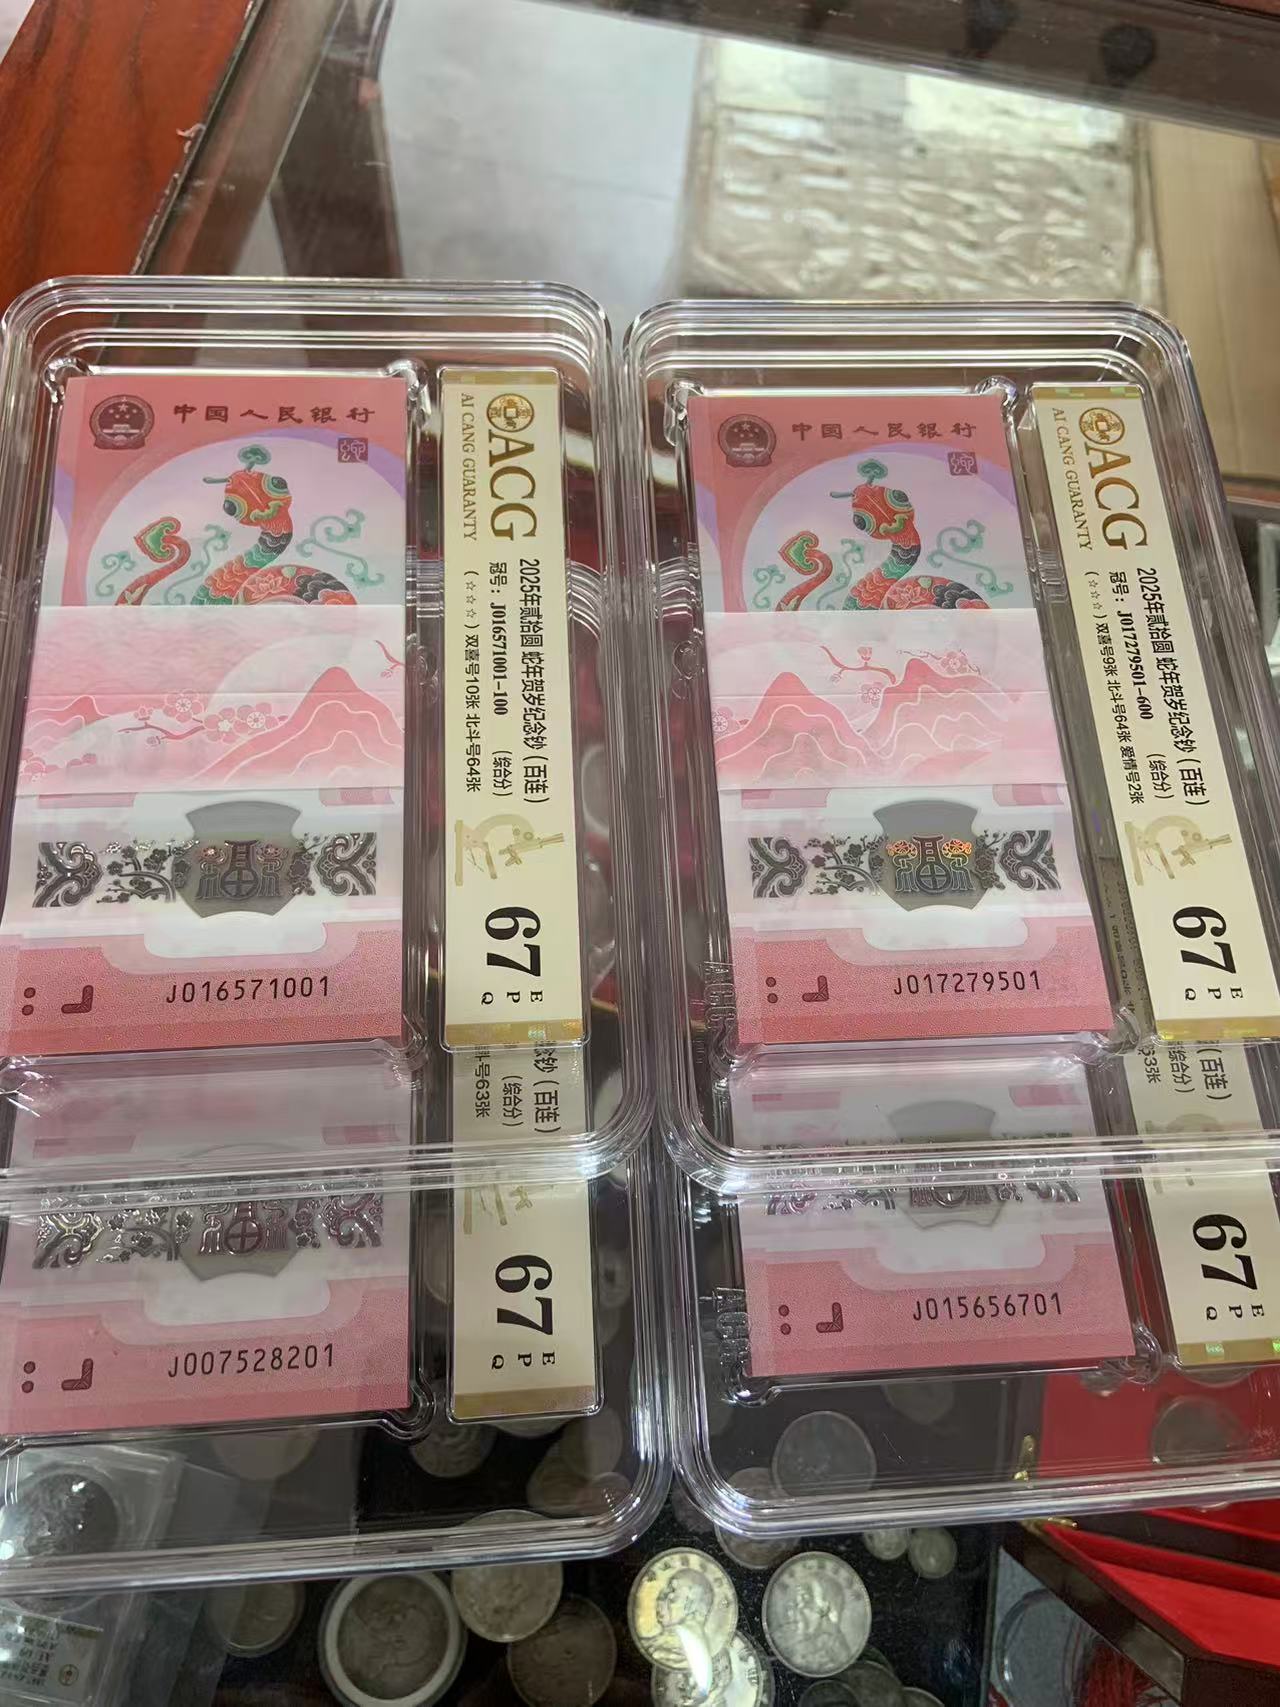 中国人民银行
J016571001
ACG
AI CANG GUARANTY
2025年贰拾圆 蛇年贺岁纪念钞（百连）
冠号：J016571001-100 （综合分）
（☆☆☆）双喜号10张 北斗号64张
67 EPQ
中国人民银行
J017279501
ACG
AI CANG GUARANTY
2025年贰拾圆 蛇年贺岁纪念钞（百连）
冠号：J017279501-600 （综合分）
（☆☆☆）双喜号9张 北斗号64张 爱情号2张
67 EPQ
J007528201
念钞（百连）
（综合分）
斗号63张
67 EPQ
J015656701
（百连）
综合分）
63张
67 EPQ